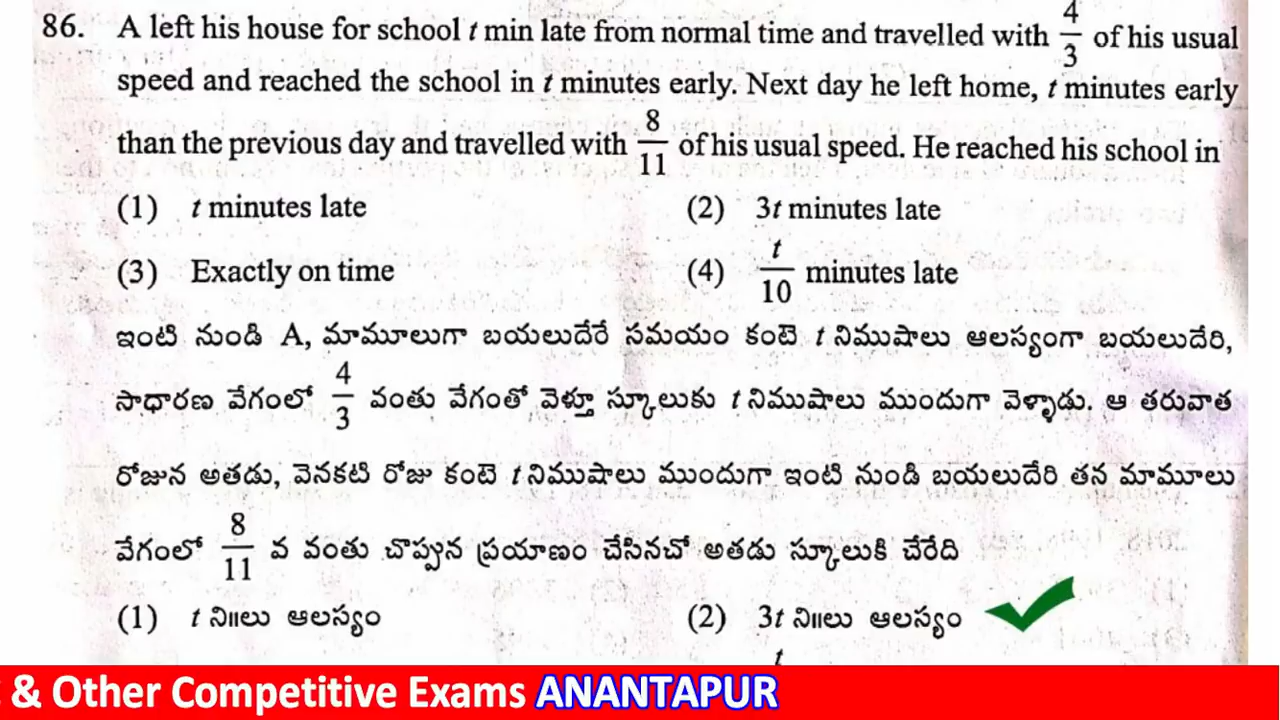 86. A left his house for school t min late from normal time and travelled with 4/3 of his usual
speed and reached the school in t minutes early. Next day he left home, t minutes early
than the previous day and travelled with 8/11 of his usual speed. He reached his school in
(1) t minutes late (2) 3t minutes late
(3) Exactly on time (4) t/10 minutes late
ఇంటి నుండి A, మామూలుగా బయలుదేరే సమయం కంటె t నిముషాలు ఆలస్యంగా బయలుదేరి,
సాధారణ వేగంలో 4/3 వంతు వేగంతో వెళ్తూ స్కూలుకు t నిముషాలు ముందుగా వెళ్ళాడు. ఆ తరువాత
రోజున అతడు, వెనకటి రోజు కంటె t నిముషాలు ముందుగా ఇంటి నుండి బయలుదేరి తన మామూలు
వేగంలో 8/11 వ వంతు చొప్పున ప్రయాణం చేసినచో అతడు స్కూలుకి చేరేది
(1) t ని॥లు ఆలస్యం (2) 3t ని॥లు ఆలస్యం
t
& Other Competitive Exams ANANTAPUR